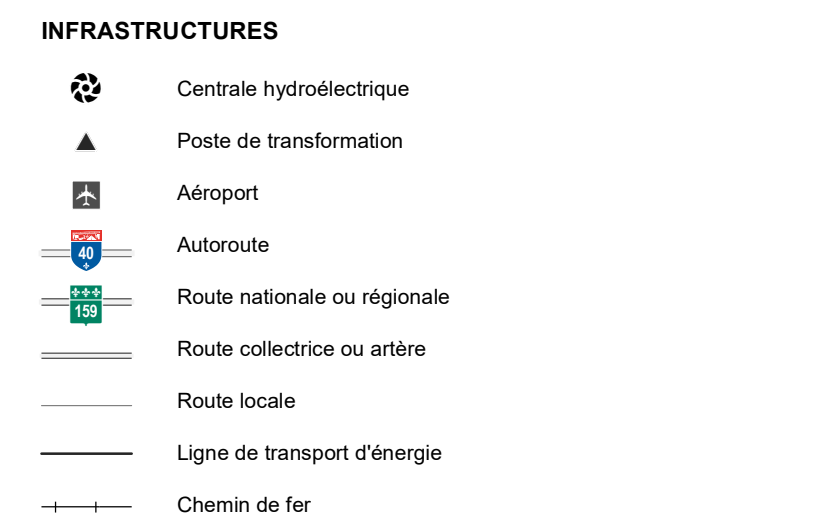 INFRASTRUCTURES
Centrale hydroélectrique
Poste de transformation
Aéroport
40 Autoroute
159 Route nationale ou régionale
Route collectrice ou artère
Route locale
Ligne de transport d'énergie
Chemin de fer